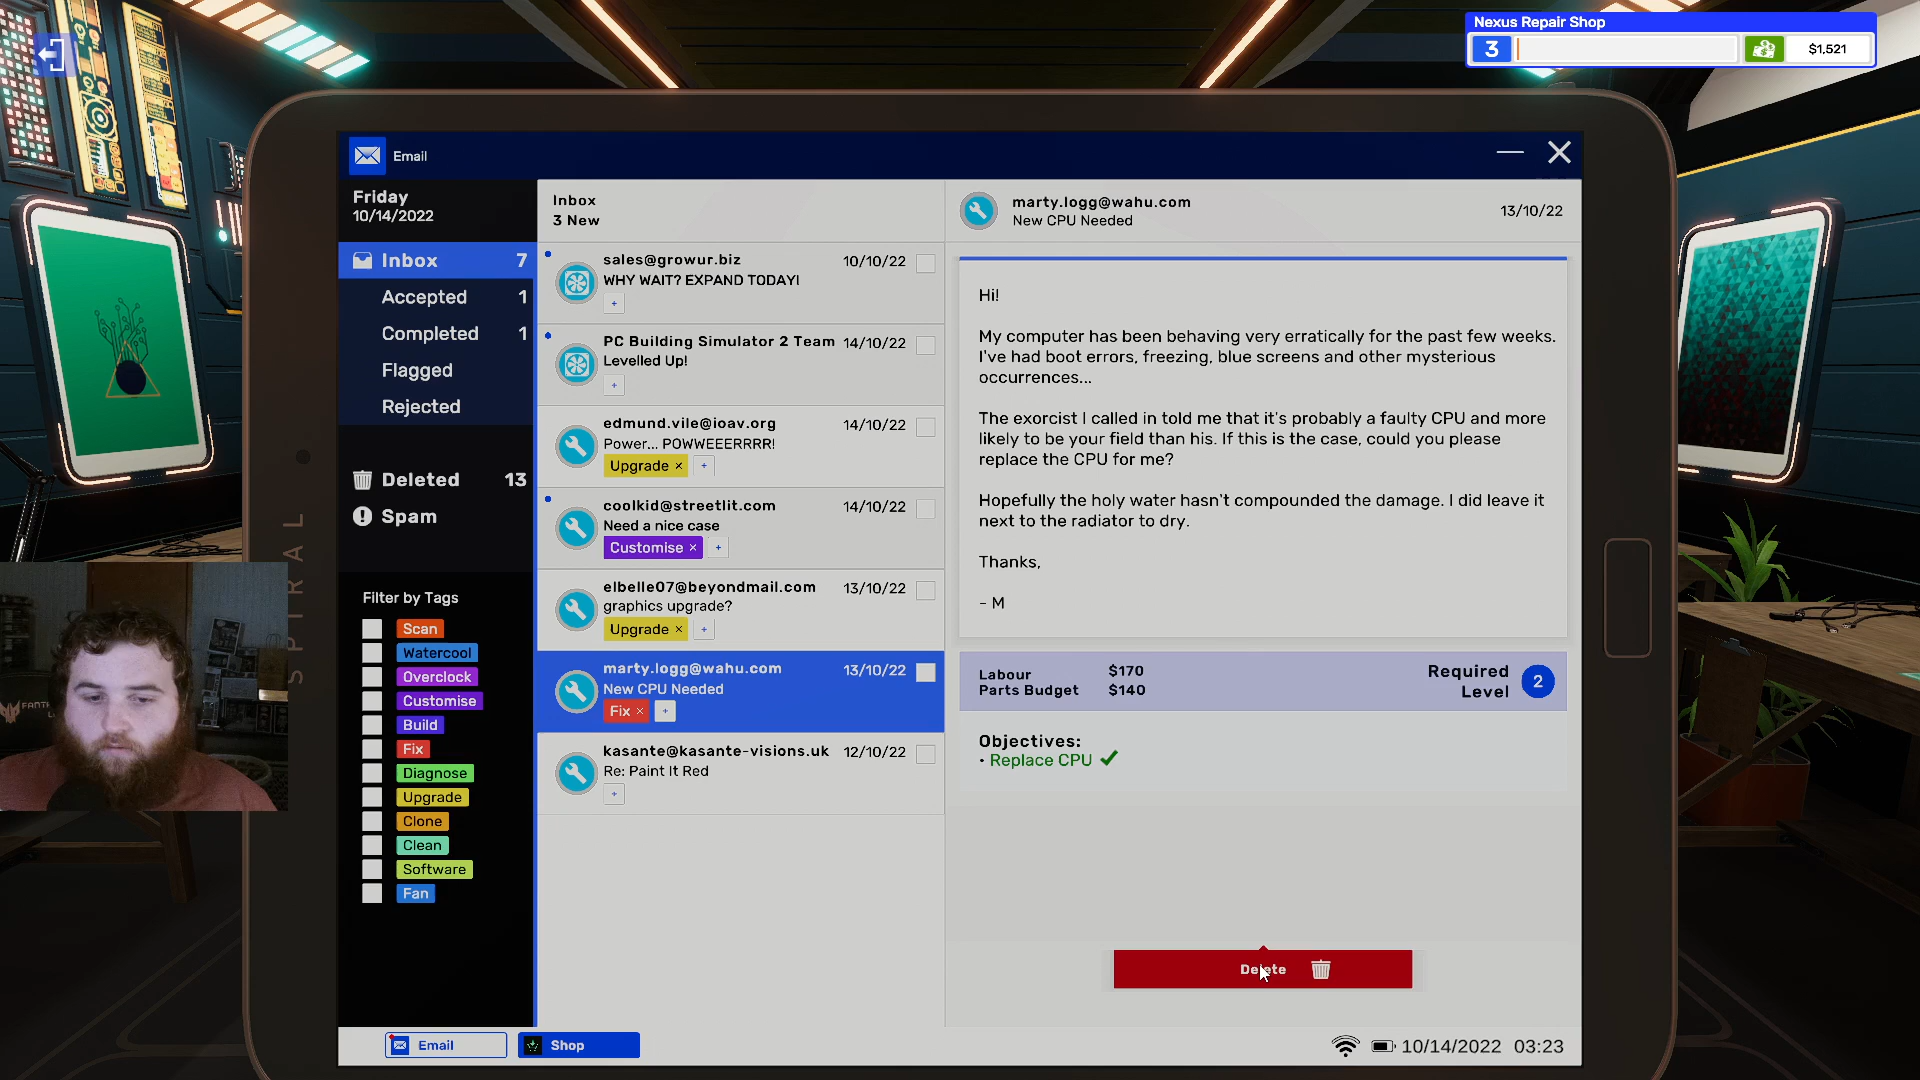 Nexus Repair Shop
3
$1,521
Email
Friday
10/14/2022
Inbox 7
Accepted 1
Completed 1
Flagged
Rejected
Deleted 13
Spam
Filter by Tags
Scan
Watercool
Overclock
Customise
Build
Fix
Diagnose
Upgrade
Clone
Clean
Software
Fan
Inbox
3 New
sales@growur.biz 10/10/22
WHY WAIT? EXPAND TODAY!
+
PC Building Simulator 2 Team 14/10/22
Levelled Up!
+
edmund.vile@ioav.org 14/10/22
Power... POWWEEERRRR!
Upgrade × +
coolkid@streetlit.com 14/10/22
Need a nice case
Customise × +
elbelle07@beyondmail.com 13/10/22
graphics upgrade?
Upgrade × +
marty.logg@wahu.com 13/10/22
New CPU Needed
Fix × +
kasante@kasante-visions.uk 12/10/22
Re: Paint It Red
+
marty.logg@wahu.com
New CPU Needed
13/10/22
Hi!
My computer has been behaving very erratically for the past few weeks.
I've had boot errors, freezing, blue screens and other mysterious
occurrences...
The exorcist I called in told me that it's probably a faulty CPU and more
likely to be your field than his. If this is the case, could you please
replace the CPU for me?
Hopefully the holy water hasn't compounded the damage. I did leave it
next to the radiator to dry.
Thanks,
- M
Labour $170
Parts Budget $140
Required
Level 2
Objectives:
• Replace CPU
Delete
Email
Shop
10/14/2022 03:23
SPIRAL